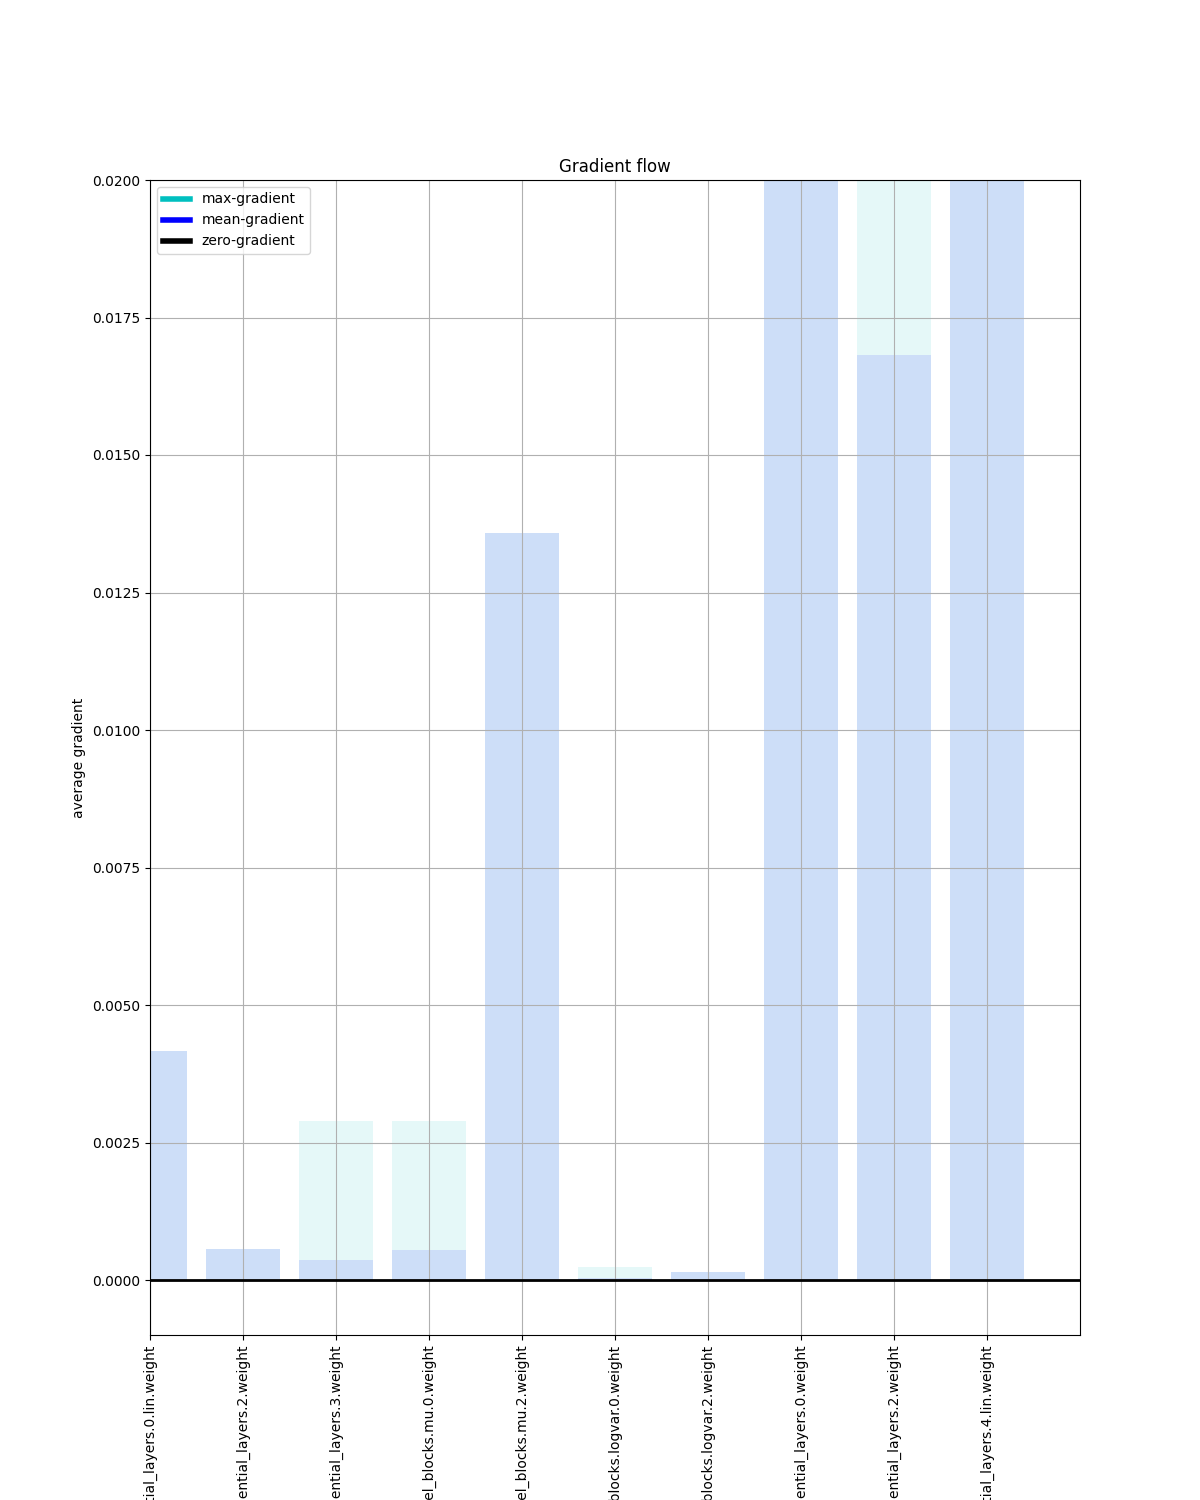 Gradient flow
max-gradient
mean-gradient
zero-gradient
0.0200
0.0175
0.0150
0.0125
0.0100
0.0075
0.0050
0.0025
0.0000
average gradient
tial_layers.0.lin.weight
ential_layers.2.weight
ential_layers.3.weight
el_blocks.mu.0.weight
el_blocks.mu.2.weight
blocks.logvar.0.weight
blocks.logvar.2.weight
ential_layers.0.weight
ential_layers.2.weight
tial_layers.4.lin.weight